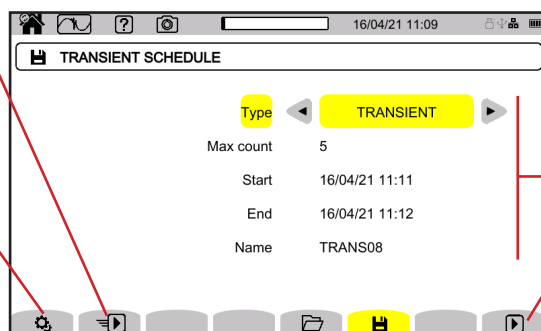 16/04/21 11:09
TRANSIENT SCHEDULE
Type TRANSIENT
Max count 5
Start 16/04/21 11:11
End 16/04/21 11:12
Name TRANS08